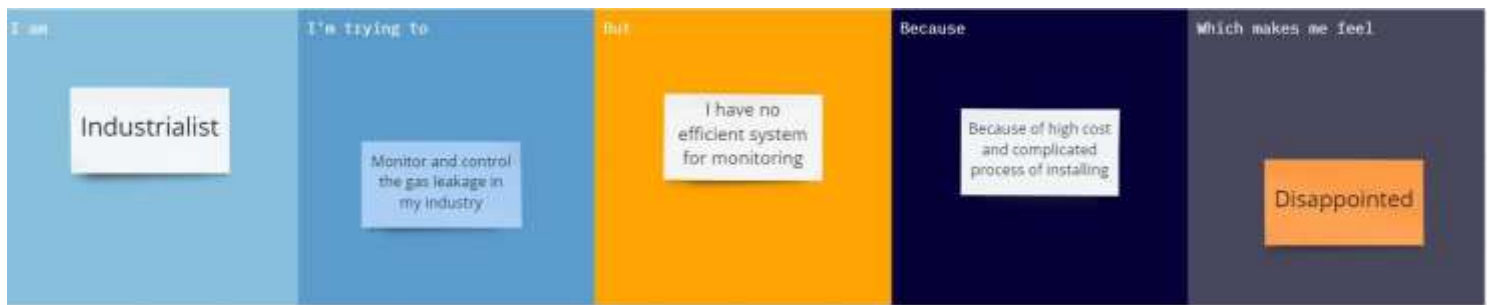 I am
Industrialist
I'm trying to
Monitor and control
the gas leakage in
my industry
But
I have no
efficient system
for monitoring
Because
Because of high cost
and complicated
process of installing
Which makes me feel
Disappointed